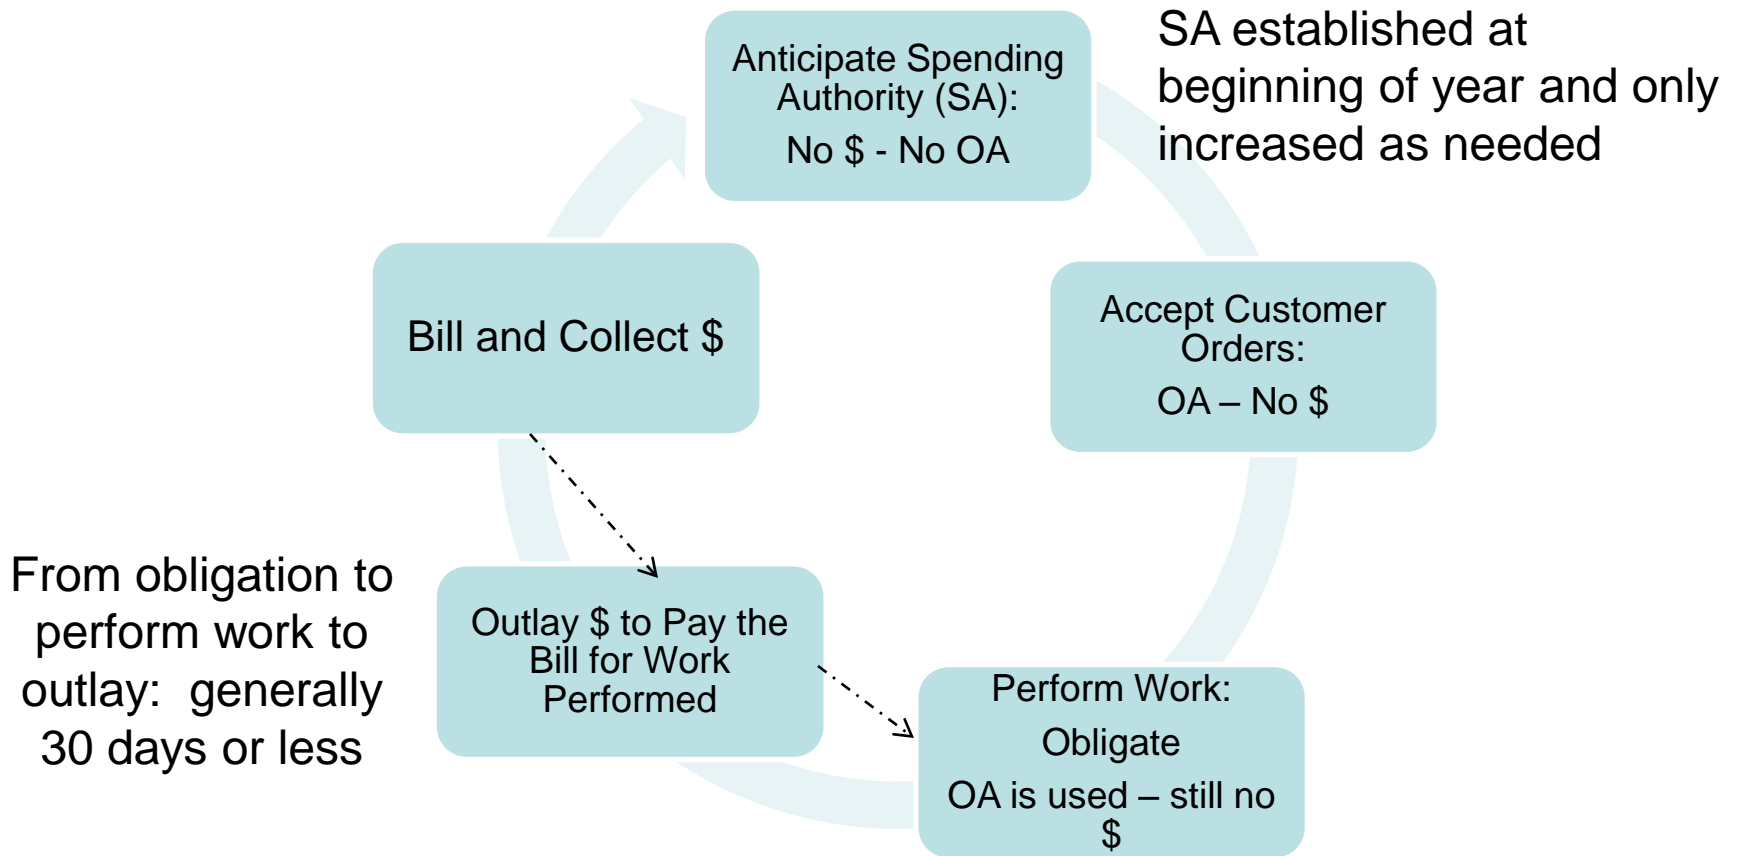 Anticipate Spending
Authority (SA):
No $ - No OA
SA established at
beginning of year and only
increased as needed
Accept Customer
Orders:
OA – No $
Perform Work:
Obligate
OA is used – still no
$
Outlay $ to Pay the
Bill for Work
Performed
From obligation to
perform work to
outlay:  generally
30 days or less
Bill and Collect $